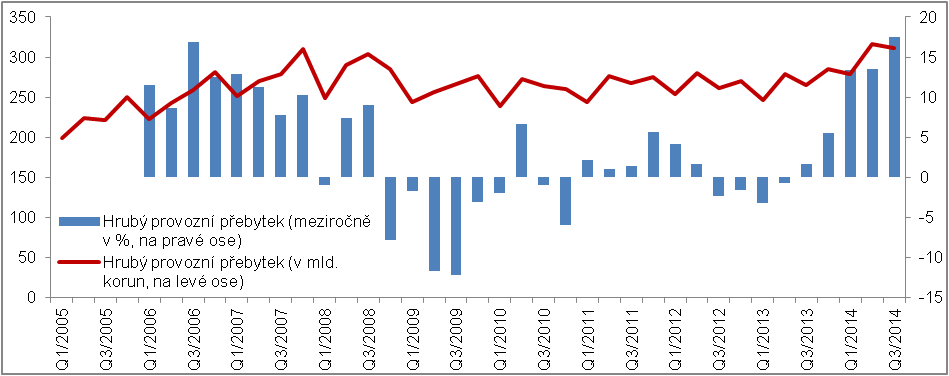 350
300
250
200
150
100
50
0
20
15
10
5
0
-5
-10
-15
Hrubý provozní přebytek (meziročně
v %, na pravé ose)
Hrubý provozní přebytek (v mld.
korun, na levé ose)
Q1/2005
Q3/2005
Q1/2006
Q3/2006
Q1/2007
Q3/2007
Q1/2008
Q3/2008
Q1/2009
Q3/2009
Q1/2010
Q3/2010
Q1/2011
Q3/2011
Q1/2012
Q3/2012
Q1/2013
Q3/2013
Q1/2014
Q3/2014